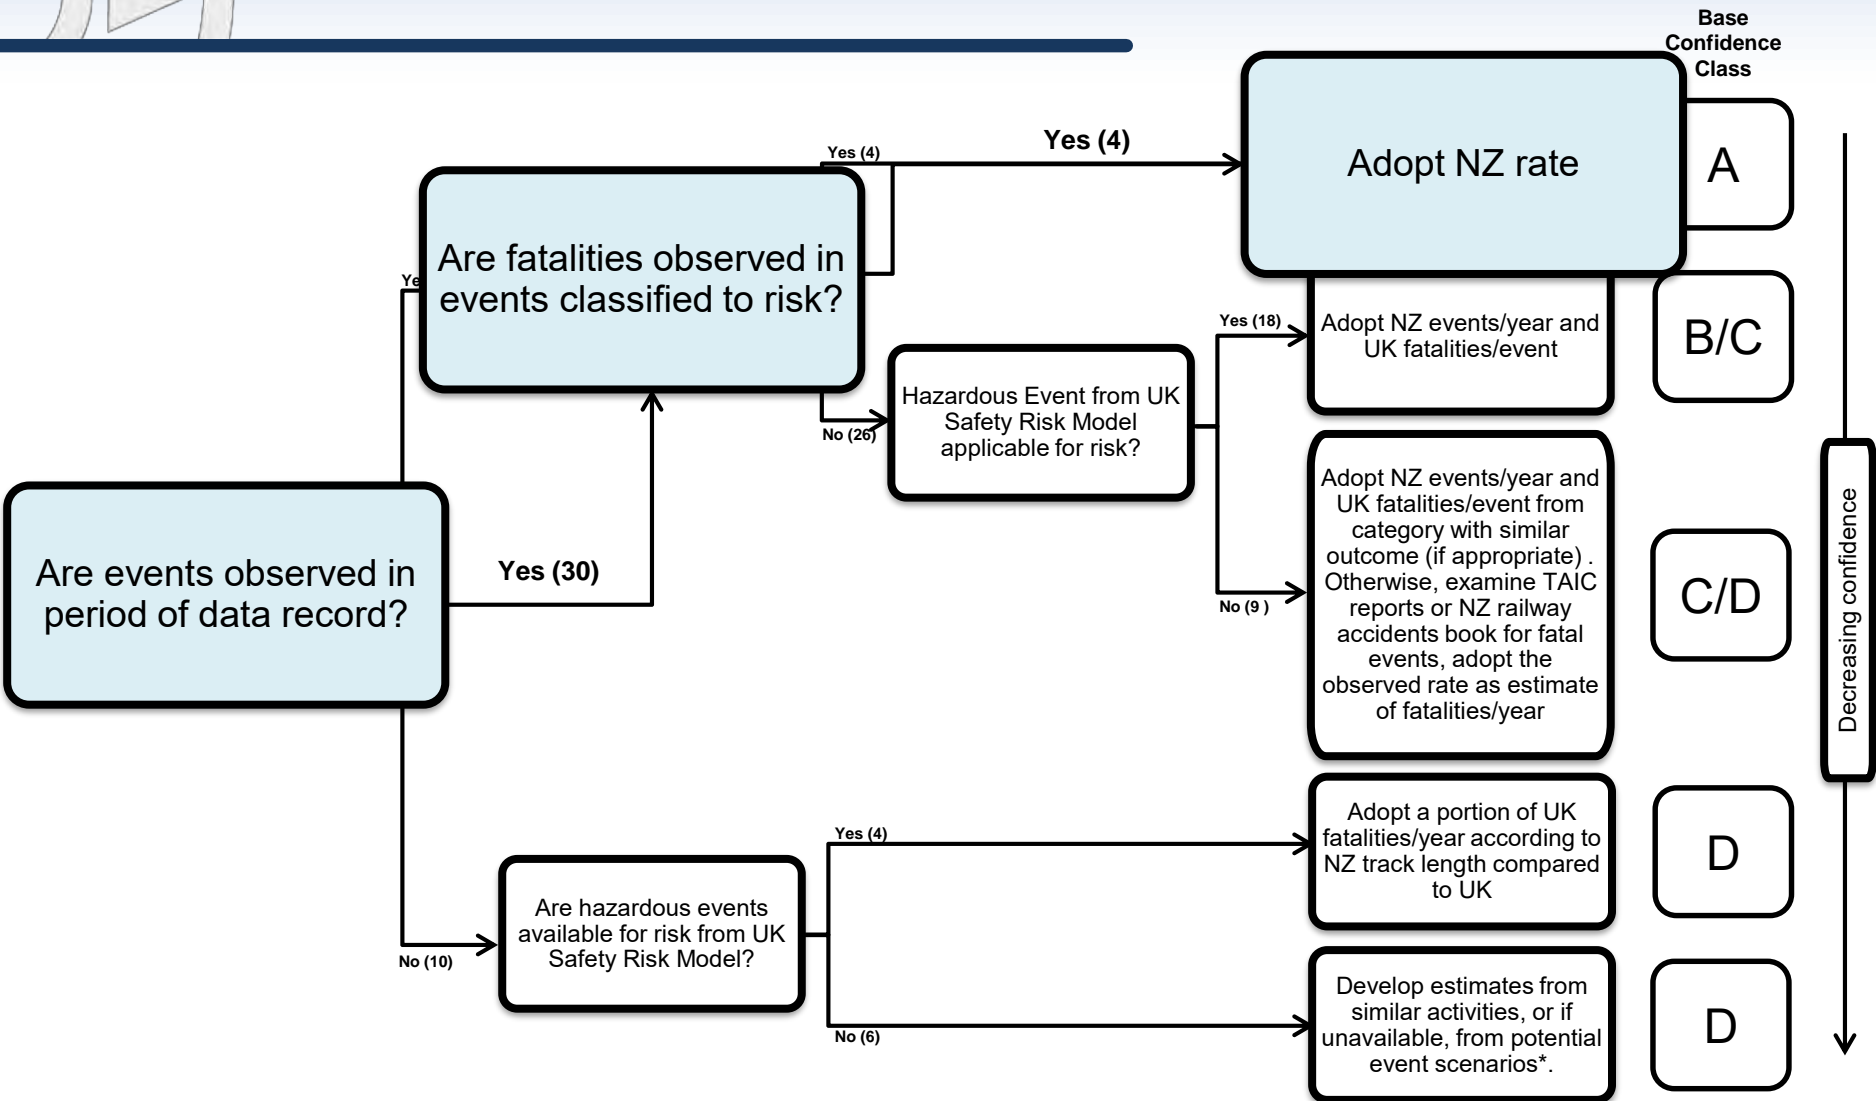 Base
Confidence
Class
Yes (4)
Yes (4)
Adopt NZ rate
A
Are fatalities observed in
events classified to risk?
Yes (18)
Adopt NZ events/year and
UK fatalities/event
B/C
Hazardous Event from UK
Safety Risk Model
applicable for risk?
No (26)
Adopt NZ events/year and
UK fatalities/event from
category with similar
outcome (if appropriate) .
Otherwise, examine TAIC
reports or NZ railway
accidents book for fatal
events, adopt the
observed rate as estimate
of fatalities/year
No (9 )
C/D
Are events observed in
period of data record?
Yes (30)
Decreasing confidence
Yes (4)
Adopt a portion of UK
fatalities/year according to
NZ track length compared
to UK
D
Are hazardous events
available for risk from UK
Safety Risk Model?
No (10)
No (6)
Develop estimates from
similar activities, or if
unavailable, from potential
event scenarios*.
D